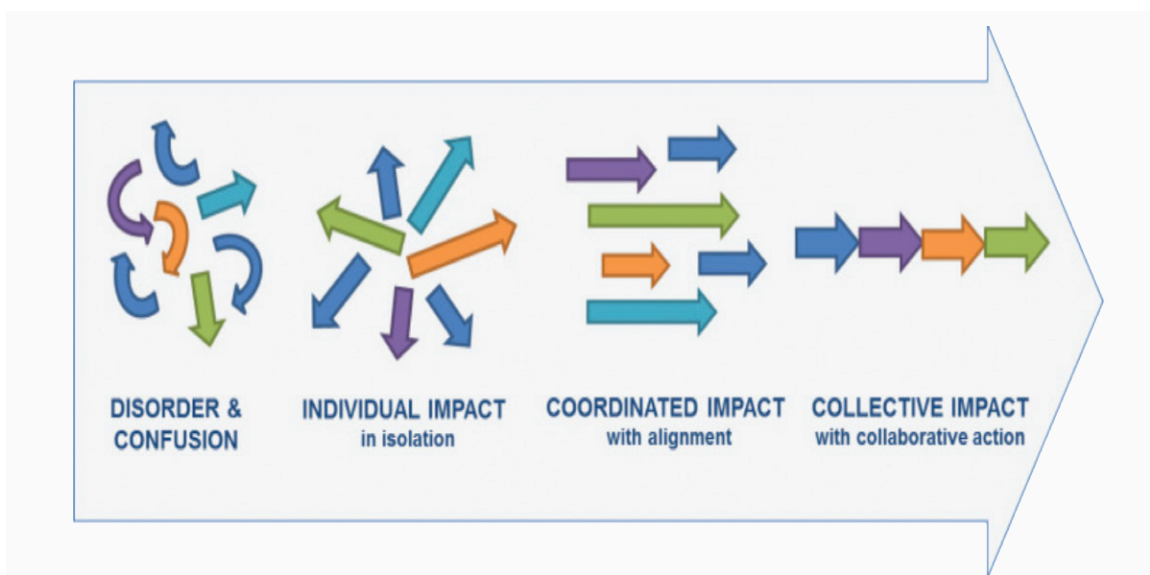 DISORDER &
CONFUSION
INDIVIDUAL IMPACT
in isolation
COORDINATED IMPACT
with alignment
COLLECTIVE IMPACT
with collaborative action